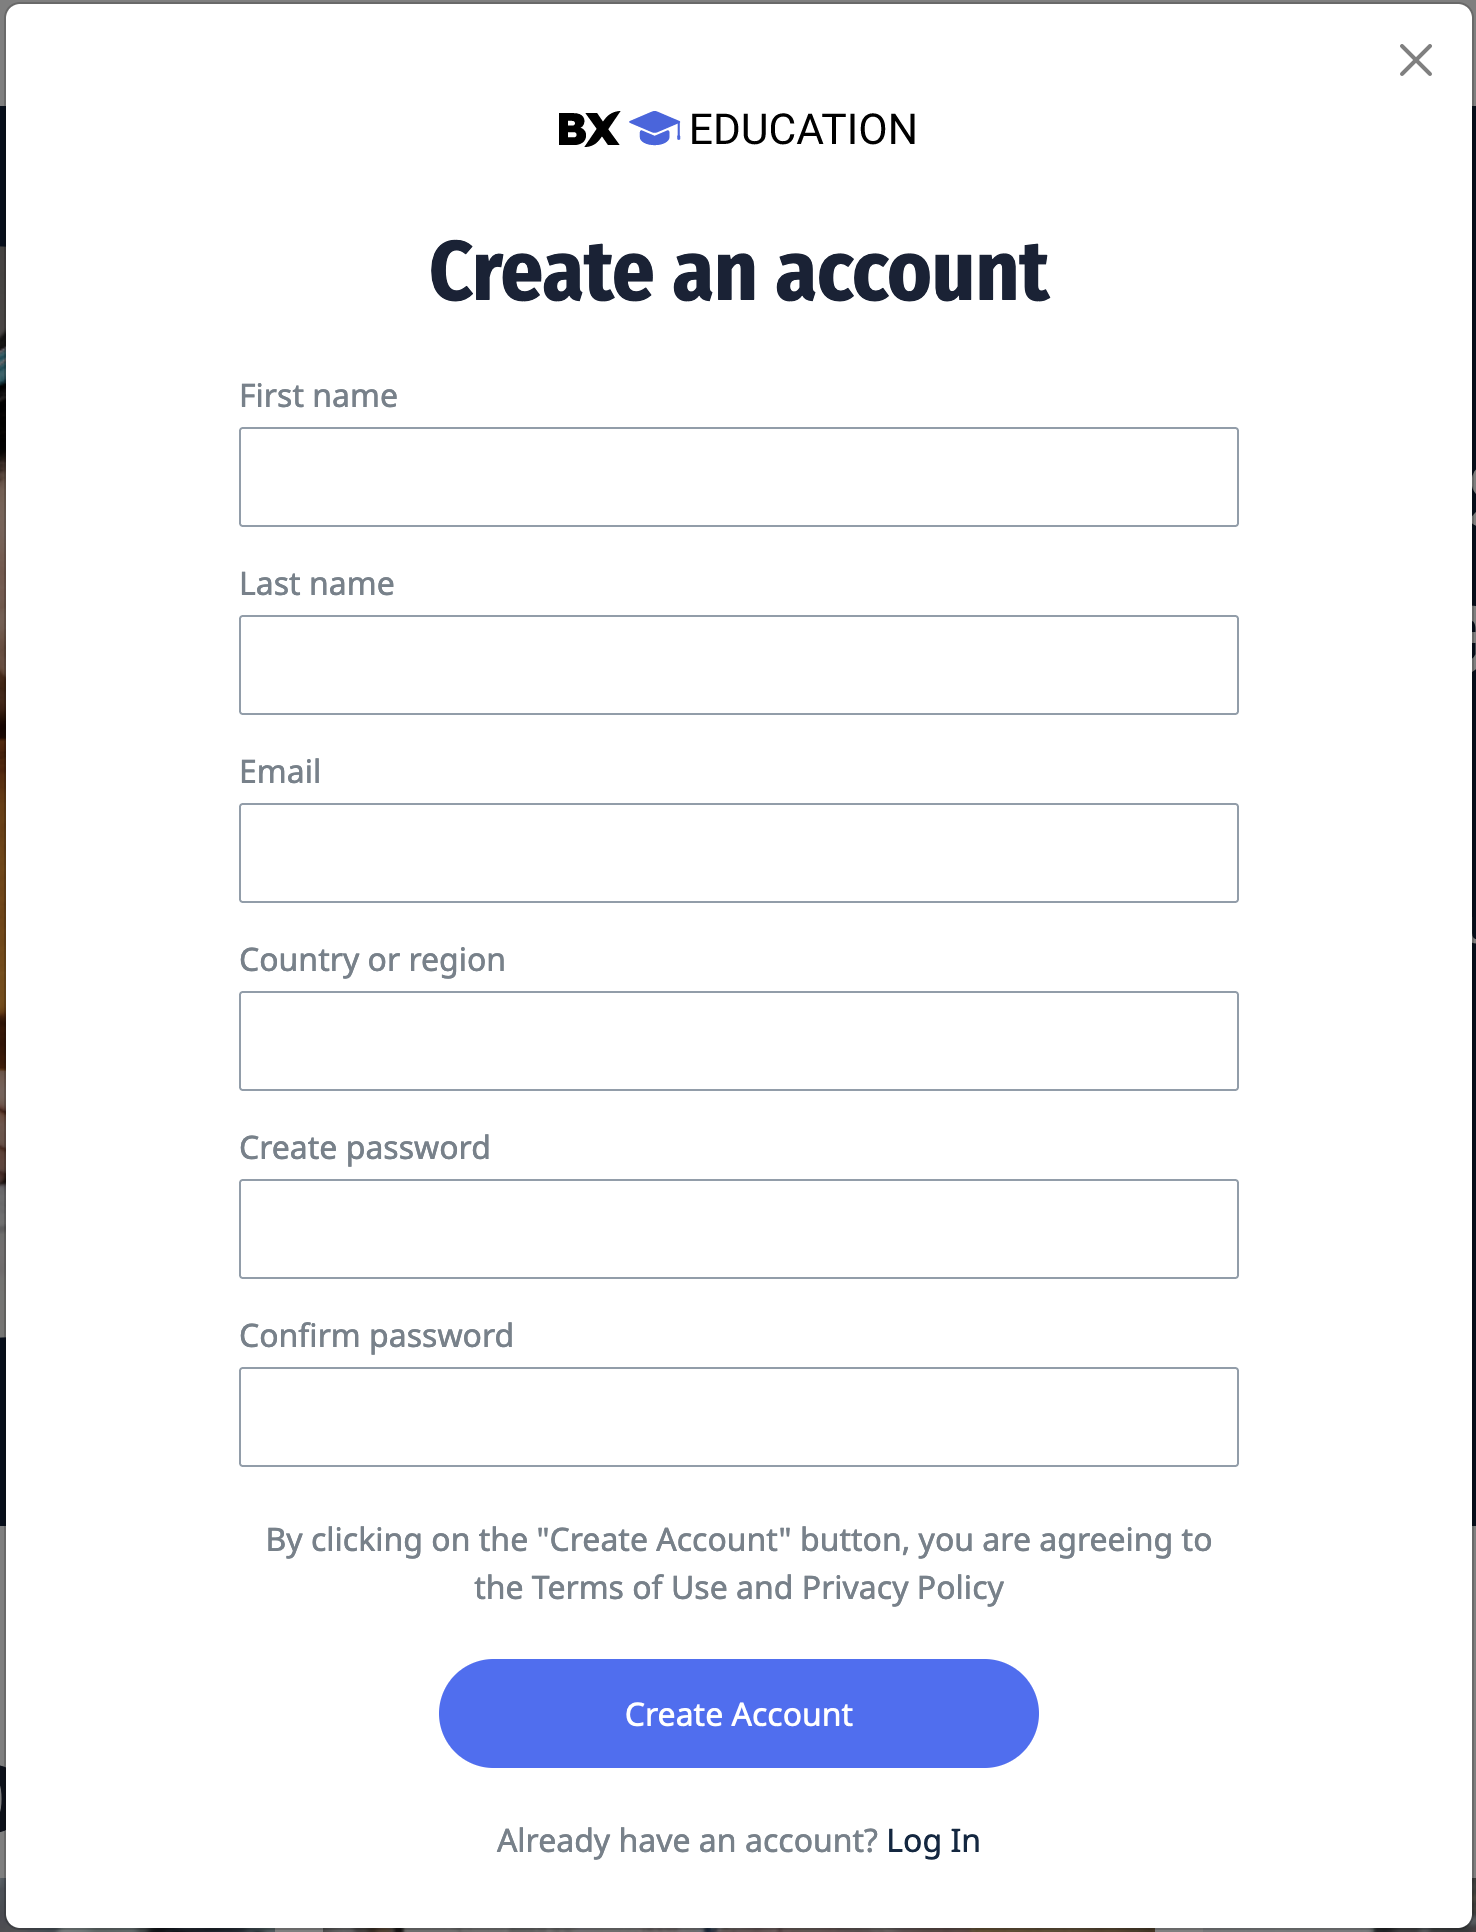 BX EDUCATION
Create an account
First name
Last name
Email
Country or region
Create password
Confirm password
By clicking on the "Create Account" button, you are agreeing to
the Terms of Use and Privacy Policy
Create Account
Already have an account? Log In